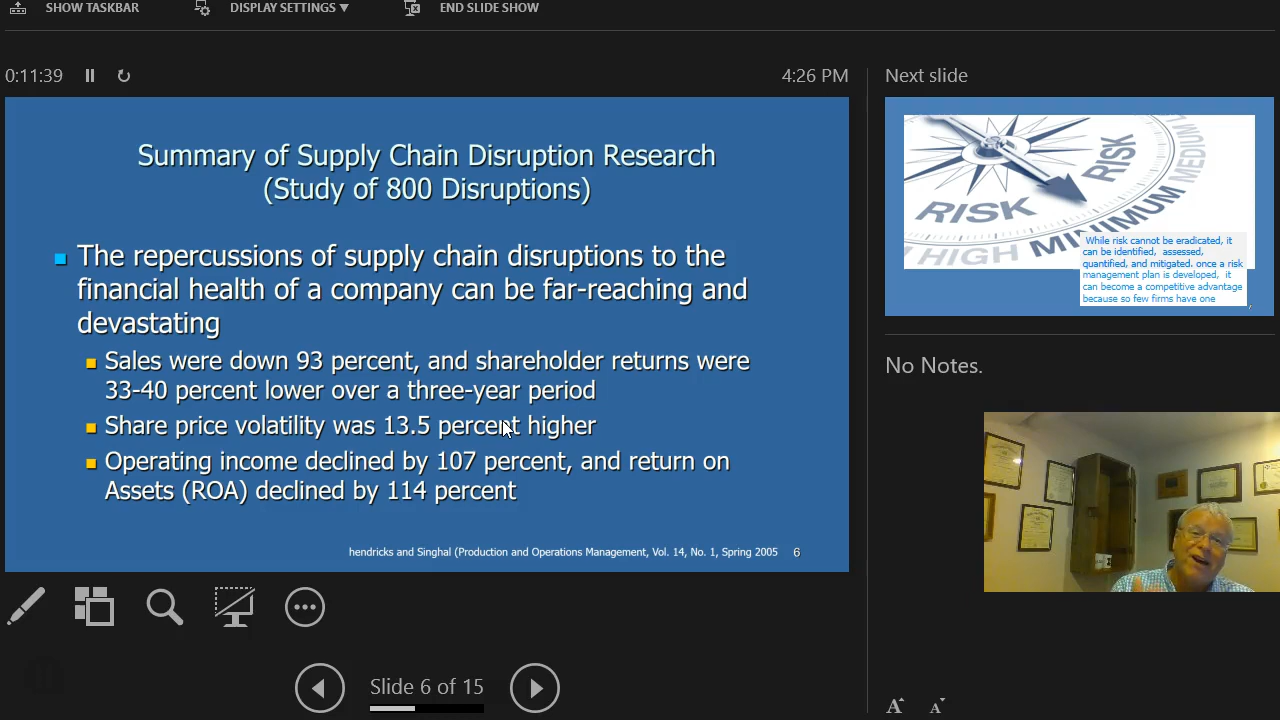 SHOW TASKBAR
DISPLAY SETTINGS ▼
END SLIDE SHOW
0:11:39
4:26 PM
Summary of Supply Chain Disruption Research
(Study of 800 Disruptions)
The repercussions of supply chain disruptions to the
financial health of a company can be far-reaching and
devastating
Sales were down 93 percent, and shareholder returns were
33-40 percent lower over a three-year period
Share price volatility was 13.5 percent higher
Operating income declined by 107 percent, and return on
Assets (ROA) declined by 114 percent
hendricks and Singhal (Production and Operations Management, Vol. 14, No. 1, Spring 2005
6
Slide 6 of 15
Next slide
RISK
MEDIUM
RISK
MINIMUM
HIGH
While risk cannot be eradicated, it
can be identified, assessed,
quantified, and mitigated. once a risk
management plan is developed, it
can become a competitive advantage
because so few firms have one
No Notes.
A
A